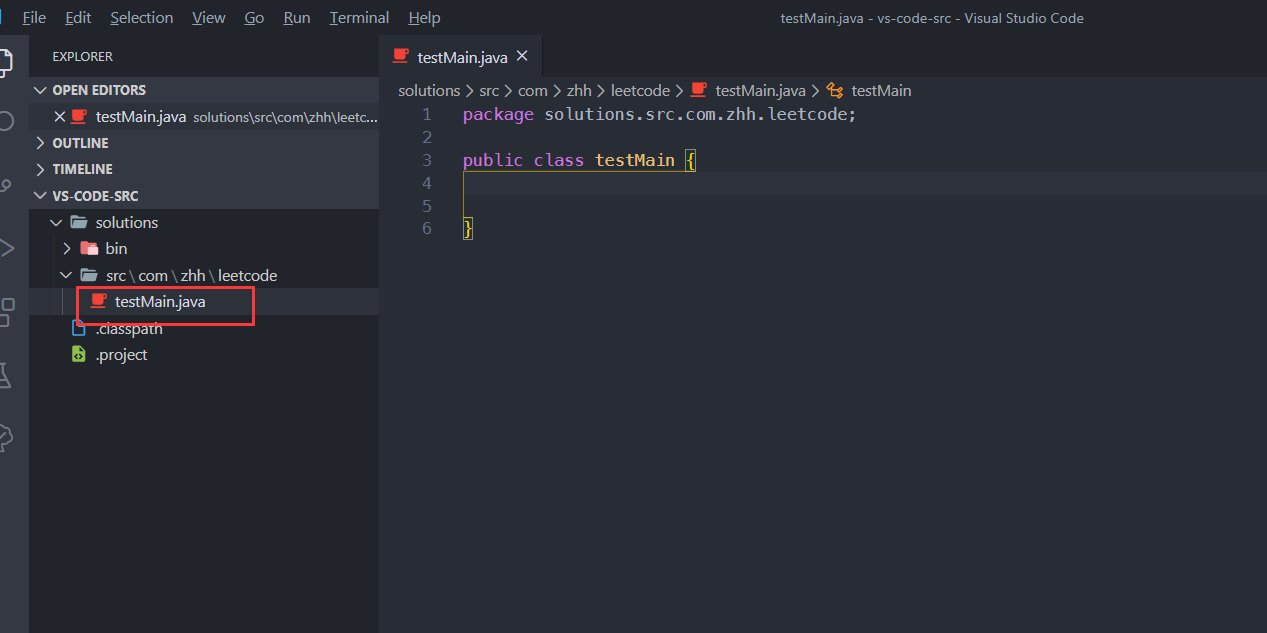 File Edit Selection View Go Run Terminal Help testMain.java - vs-code-src - Visual Studio Code
EXPLORER
OPEN EDITORS
testMain.java solutions\src\com\zhh\leetc...
OUTLINE
TIMELINE
VS-CODE-SRC
solutions
bin
src\com\zhh\leetcode
testMain.java
.classpath
.project
testMain.java
solutions > src > com > zhh > leetcode > testMain.java > testMain
1 package solutions.src.com.zhh.leetcode;
2
3 public class testMain {
4
5
6 }